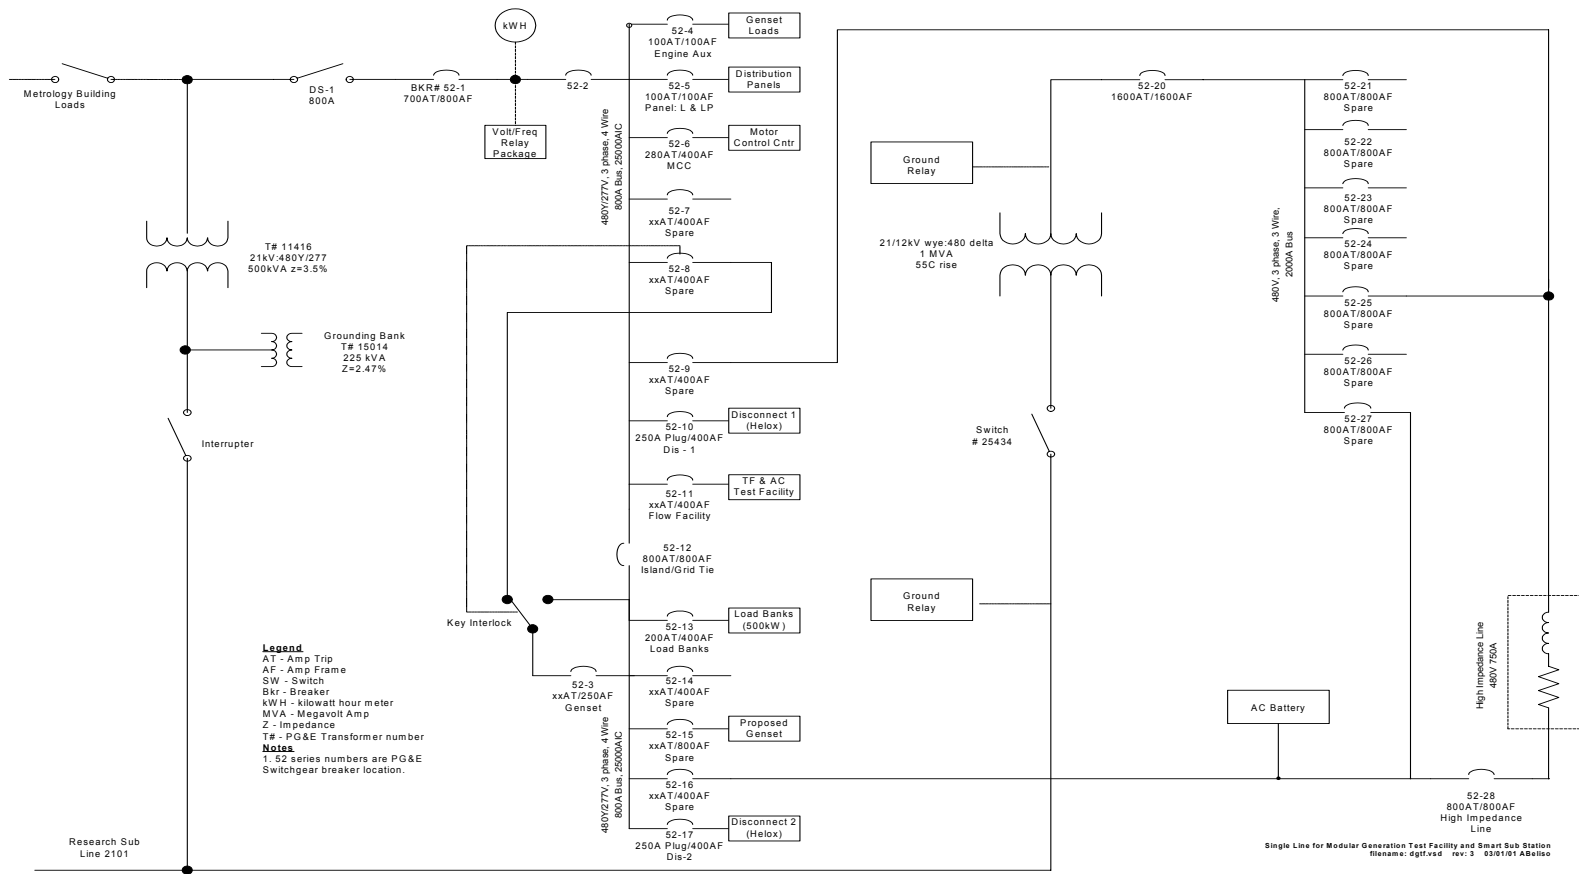 kWH
52-4
100AT/100AF
Engine Aux
Genset
Loads
Metrology Building
Loads
DS-1
800A
BKR# 52-1
700AT/800AF
52-2
52-5
100AT/100AF
Panel: L & LP
Distribution
Panels
Volt/Freq
Relay
Package
52-6
280AT/400AF
MCC
Motor
Control Cntr
480Y/277V, 3 phase, 4 Wire
800A Bus, 25000AIC
52-7
xxAT/400AF
Spare
52-8
xxAT/400AF
Spare
T# 11416
21kV:480Y/277
500kVA z=3.5%
Grounding Bank
T# 15014
225 kVA
Z=2.47%
Interrupter
52-9
xxAT/400AF
Spare
52-10
250A Plug/400AF
Dis - 1
Disconnect 1
(Helox)
52-11
xxAT/400AF
Flow Facility
TF & AC
Test Facility
52-12
800AT/800AF
Island/Grid Tie
Key Interlock
52-13
200AT/400AF
Load Banks
Load Banks
(500kW)
52-3
xxAT/250AF
Genset
52-14
xxAT/400AF
Spare
52-15
xxAT/800AF
Spare
Proposed
Genset
480Y/277V, 3 phase, 4 Wire
800A Bus, 25000AIC
52-16
xxAT/400AF
Spare
52-17
250A Plug/400AF
Dis-2
Disconnect 2
(Helox)
Legend
AT - Amp Trip
AF - Amp Frame
SW - Switch
Bkr - Breaker
kWH - kilowatt hour meter
MVA - Megavolt Amp
Z - Impedance
T# - PG&E Transformer number
Notes
1. 52 series numbers are PG&E
Switchgear breaker location.
Research Sub
Line 2101
Ground
Relay
21/12kV wye:480 delta
1 MVA
55C rise
Switch
# 25434
Ground
Relay
52-20
1600AT/1600AF
480V, 3 phase, 3 Wire,
2000A Bus
52-21
800AT/800AF
Spare
52-22
800AT/800AF
Spare
52-23
800AT/800AF
Spare
52-24
800AT/800AF
Spare
52-25
800AT/800AF
Spare
52-26
800AT/800AF
Spare
52-27
800AT/800AF
Spare
High Impedance Line
480V 750A
AC Battery
52-28
800AT/800AF
High Impedance
Line
Single Line for Modular Generation Test Facility and Smart Sub Station
filename: dgtf.vsd rev: 3 03/01/01 ABeliso